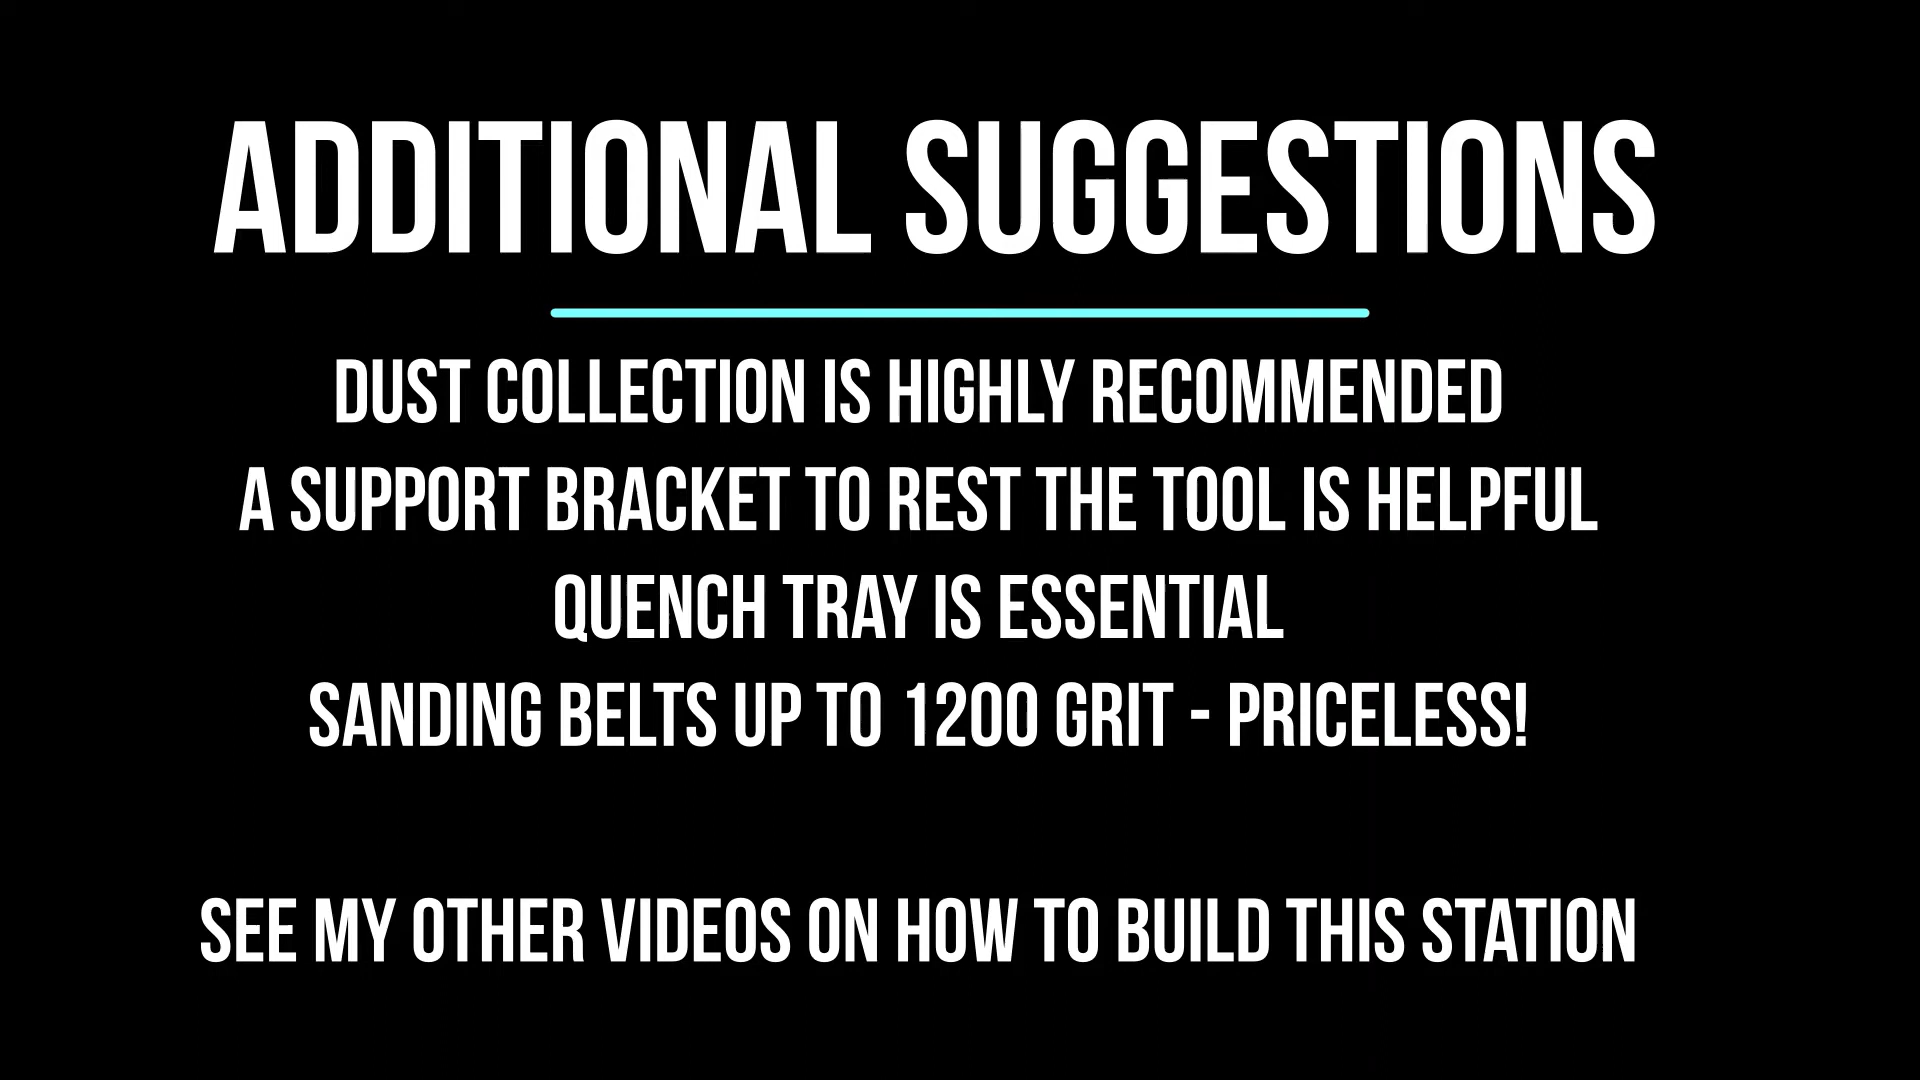 ADDITIONAL SUGGESTIONS
DUST COLLECTION IS HIGHLY RECOMMENDED
A SUPPORT BRACKET TO REST THE TOOL IS HELPFUL
QUENCH TRAY IS ESSENTIAL
SANDING BELTS UP TO 1200 GRIT - PRICELESS!
SEE MY OTHER VIDEOS ON HOW TO BUILD THIS STATION